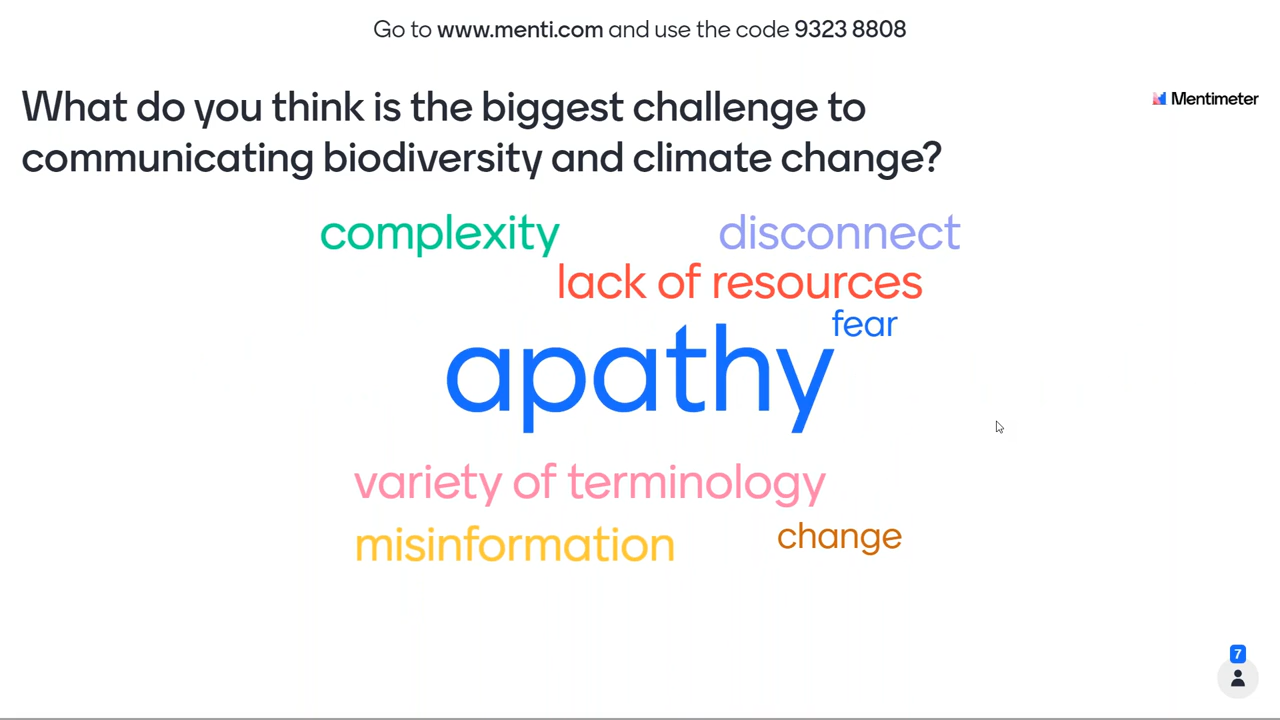 Go to www.menti.com and use the code 9323 8808
What do you think is the biggest challenge to
communicating biodiversity and climate change?
Mentimeter
complexity
disconnect
lack of resources
fear
apathy
variety of terminology
misinformation
change
7